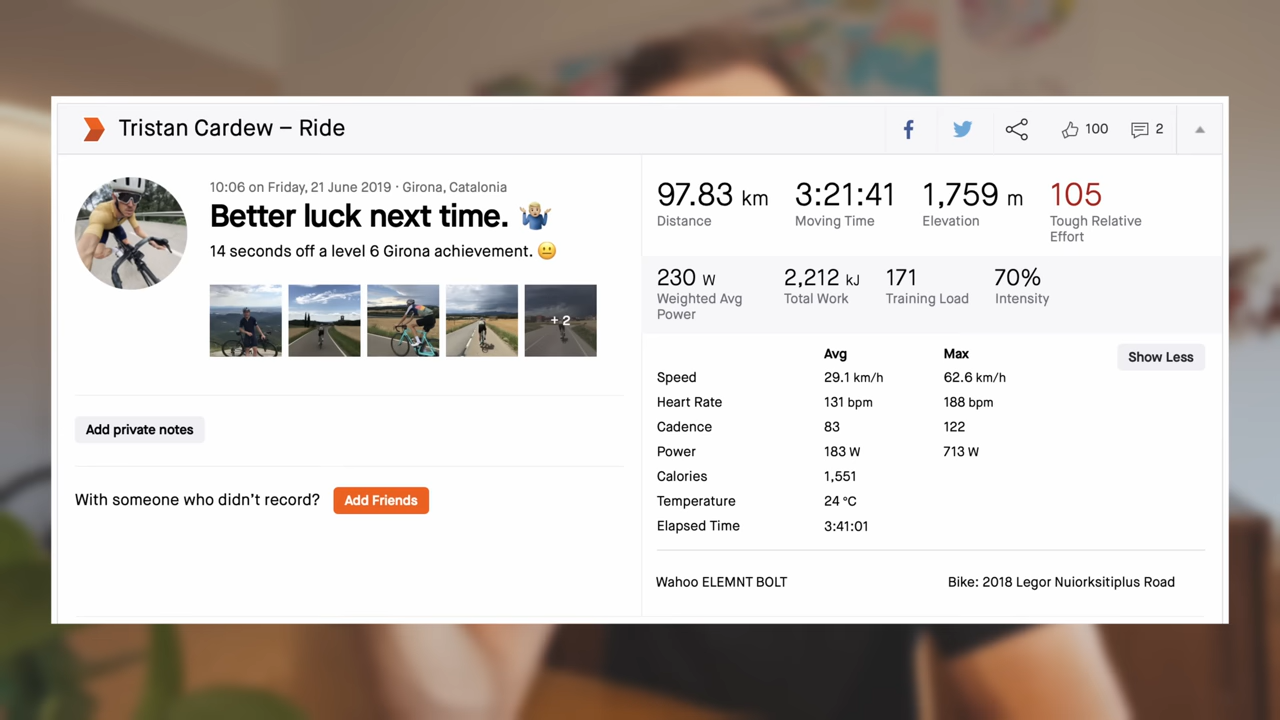 Tristan Cardew – Ride
100
2
10:06 on Friday, 21 June 2019 · Girona, Catalonia
Better luck next time. 🤷🏼‍♂️
14 seconds off a level 6 Girona achievement. 😐
+ 2
Add private notes
With someone who didn't record?
Add Friends
97.83 km
Distance
3:21:41
Moving Time
1,759 m
Elevation
105
Tough Relative
Effort
230 W
Weighted Avg
Power
2,212 kJ
Total Work
171
Training Load
70%
Intensity
Avg Max
Show Less
Speed 29.1 km/h 62.6 km/h
Heart Rate 131 bpm 188 bpm
Cadence 83 122
Power 183 W 713 W
Calories 1,551
Temperature 24 °C
Elapsed Time 3:41:01
Wahoo ELEMNT BOLT
Bike: 2018 Legor Nuiorksitiplus Road